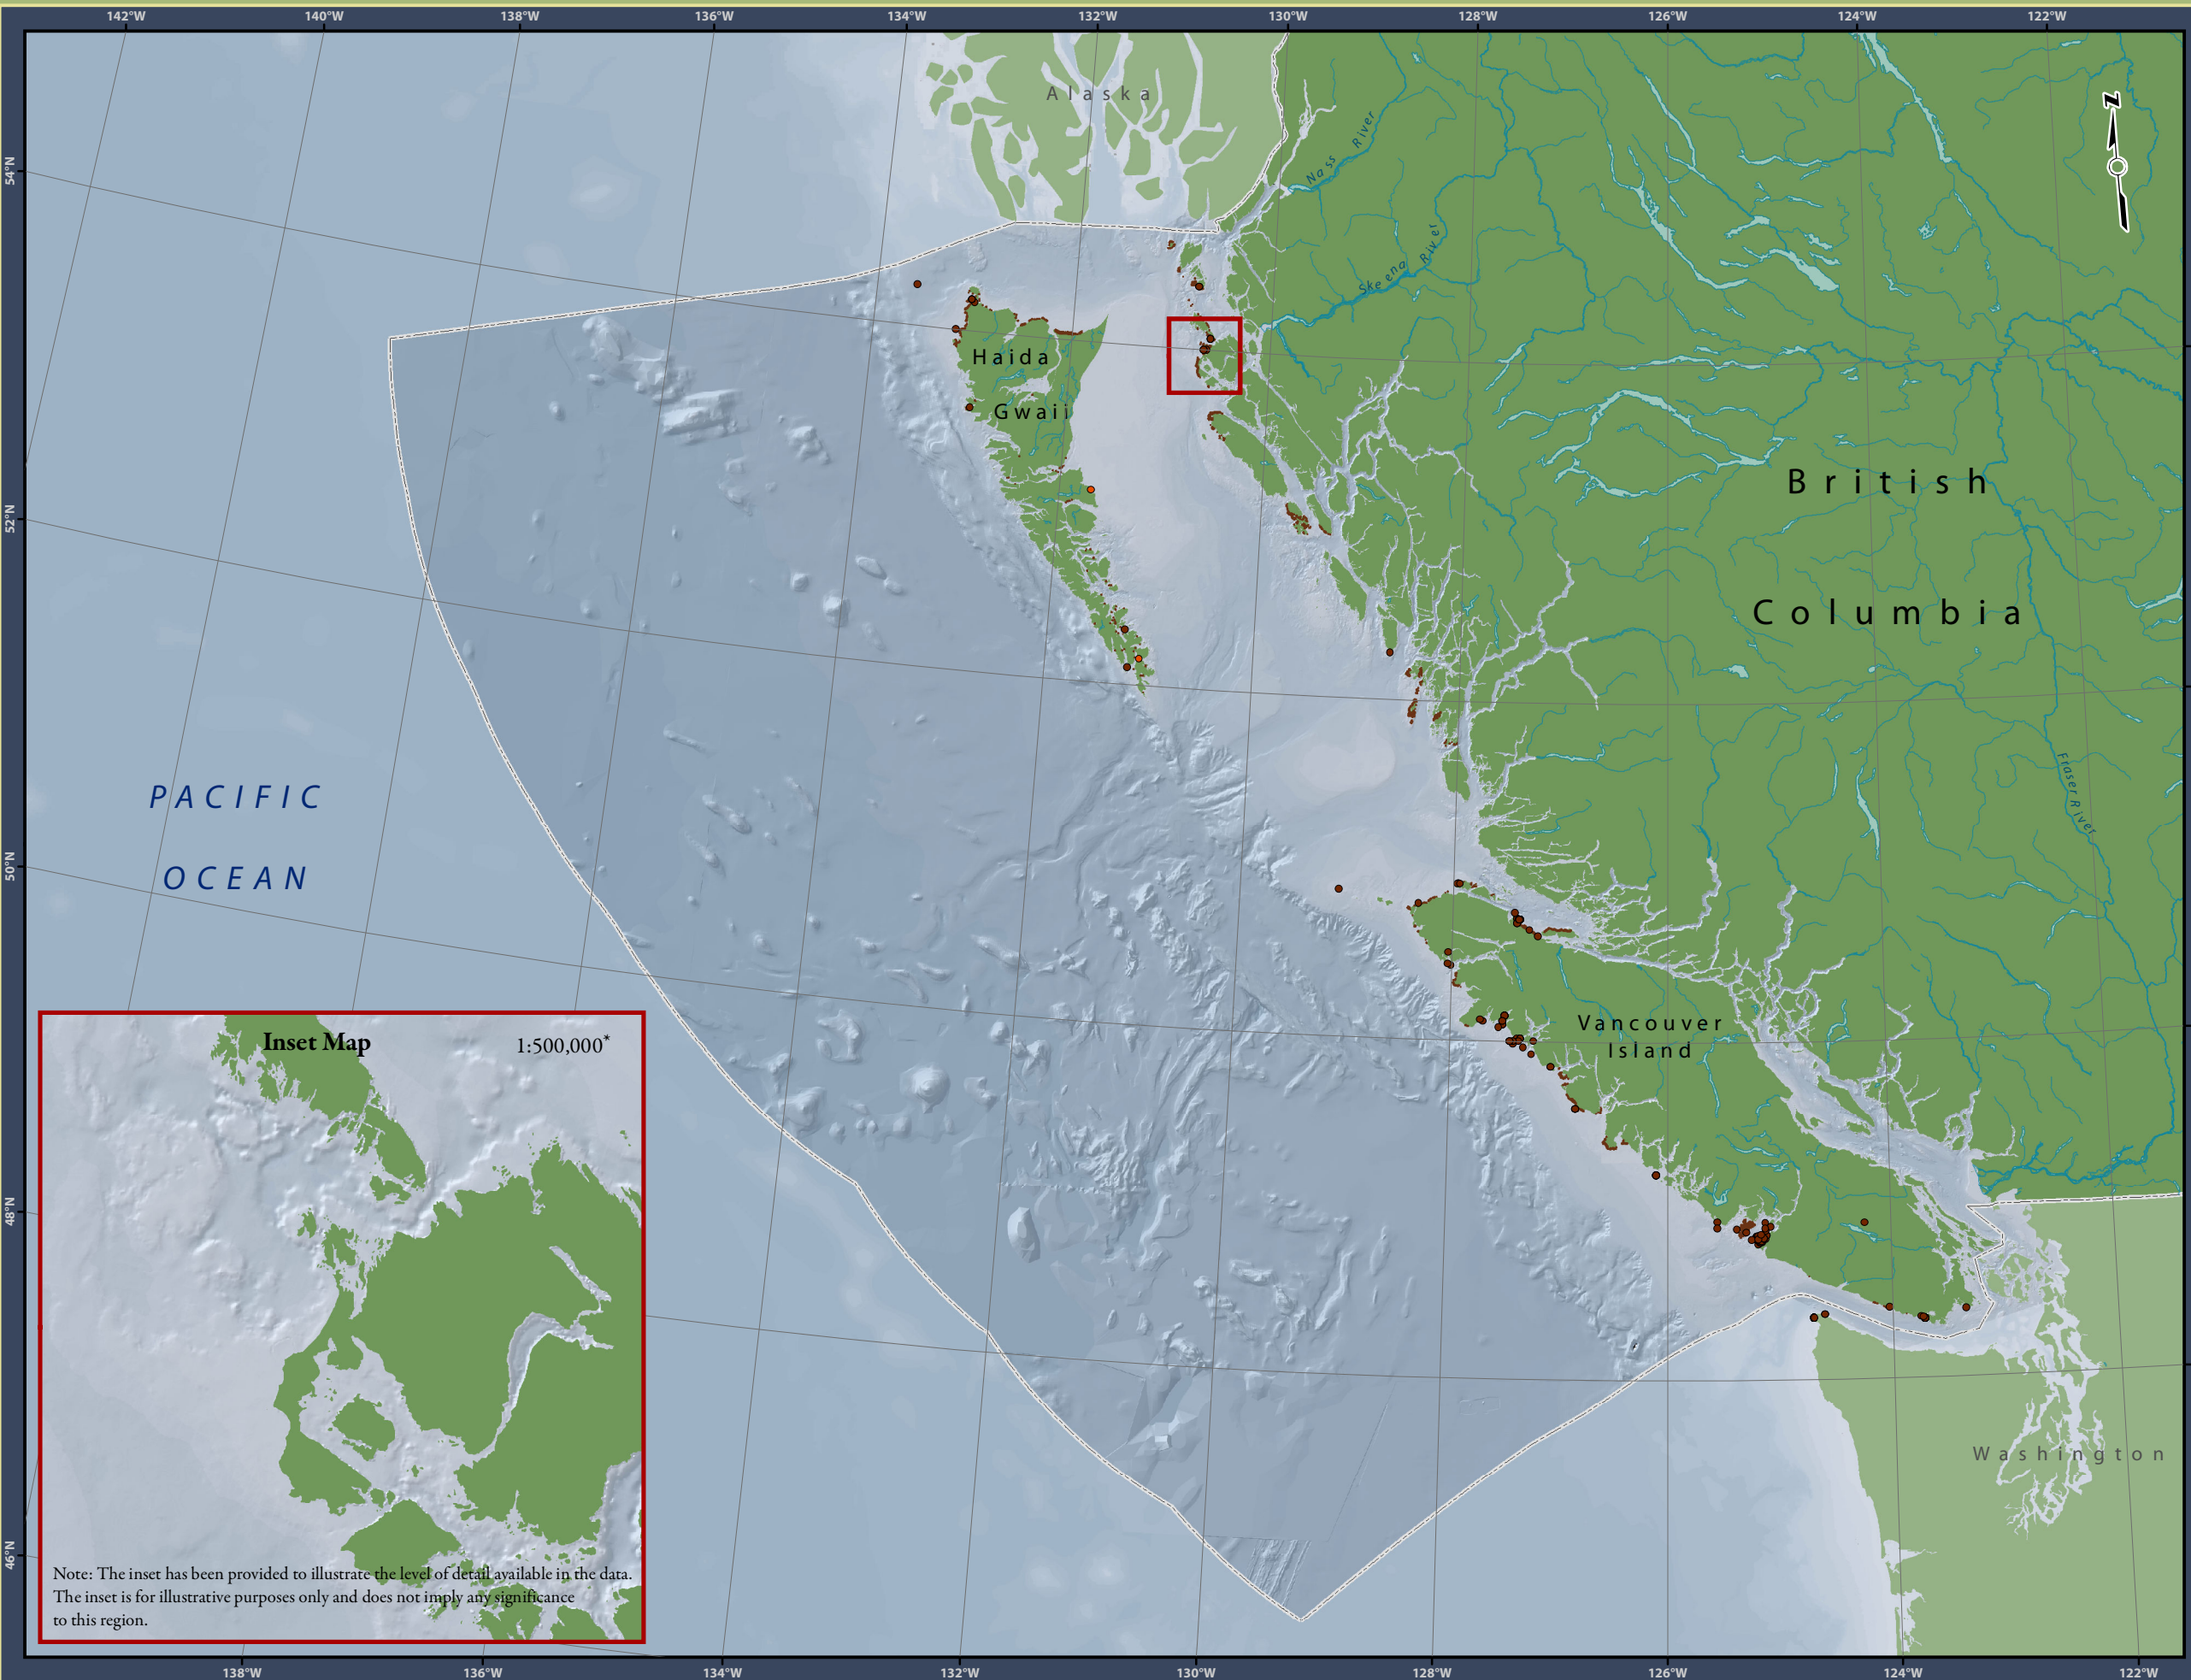 142°W 140°W 138°W 136°W 134°W 132°W 130°W 128°W 126°W 124°W 122°W
Alaska
N
54°N
Nass River
Skeena River
Haida
Gwaii
British
52°N
Columbia
PACIFIC
OCEAN
Fraser River
50°N
Vancouver
Island
Inset Map
1:500,000*
48°N
Washington
46°N
Note: The inset has been provided to illustrate the level of detail available in the data.
The inset is for illustrative purposes only and does not imply any significance
to this region.
138°W 136°W 134°W 132°W 130°W 128°W 126°W 124°W 122°W